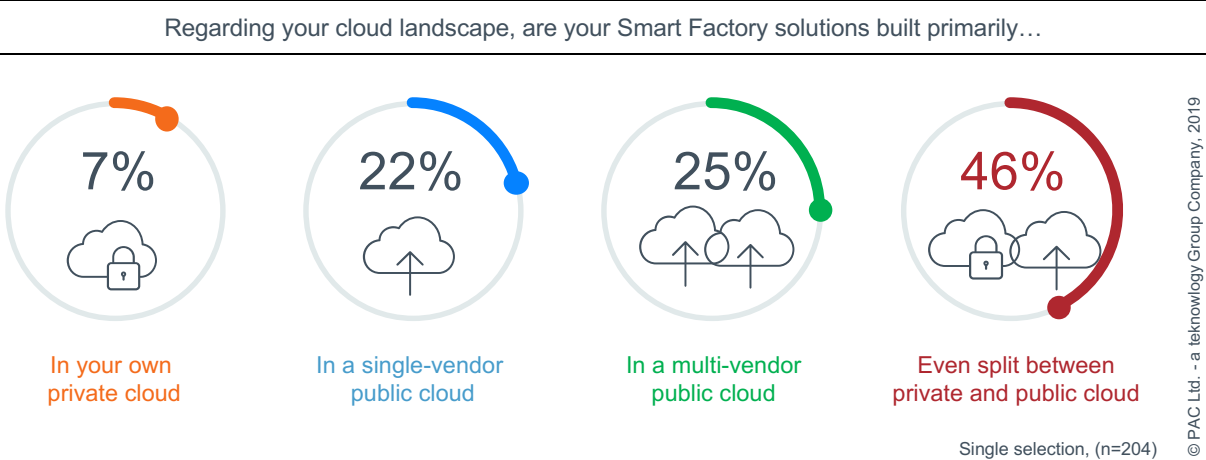 Regarding your cloud landscape, are your Smart Factory solutions built primarily…
7%
22%
25%
46%
In your own
private cloud
In a single-vendor
public cloud
In a multi-vendor
public cloud
Even split between
private and public cloud
Single selection, (n=204)
© PAC Ltd. - a teknowlogy Group Company, 2019